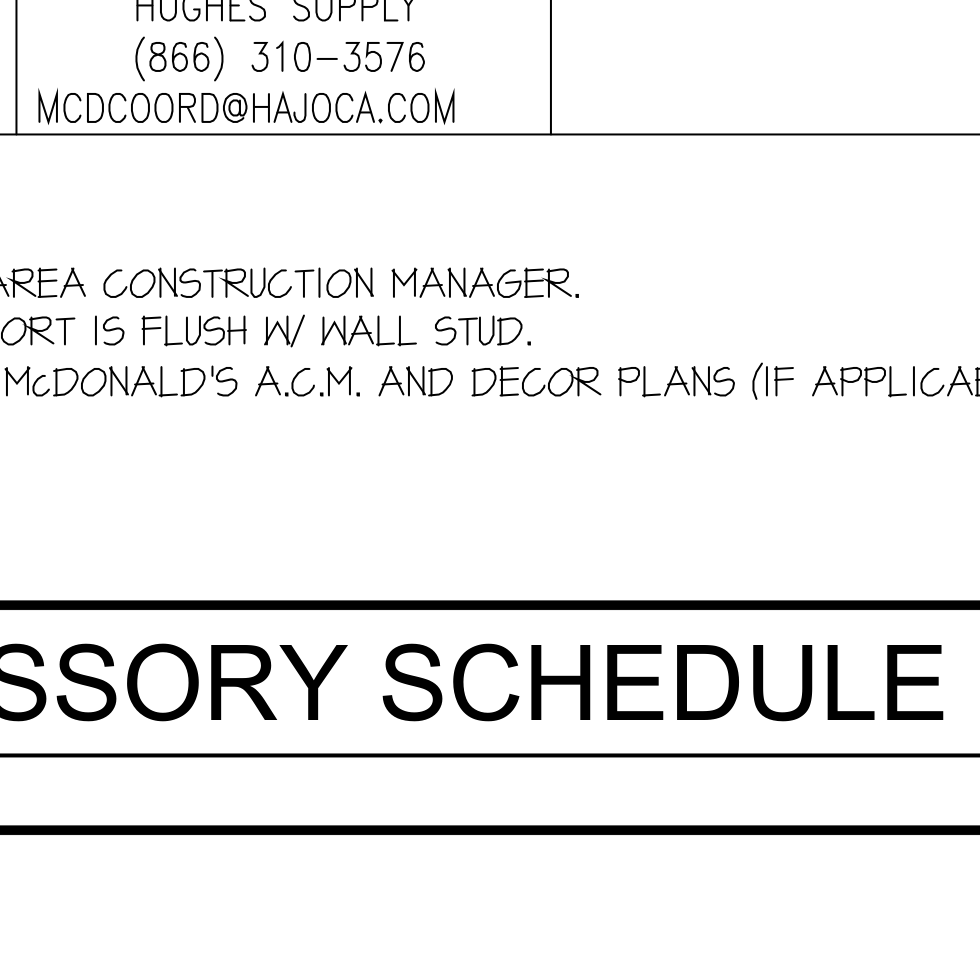 HUGHES SUPPLY
(866) 310-3576
MCDCOORD@HAJOCA.COM
AREA CONSTRUCTION MANAGER.
ORT IS FLUSH W/ WALL STUD.
McDONALD'S A.C.M. AND DECOR PLANS (IF APPLICAB
SSORY SCHEDULE